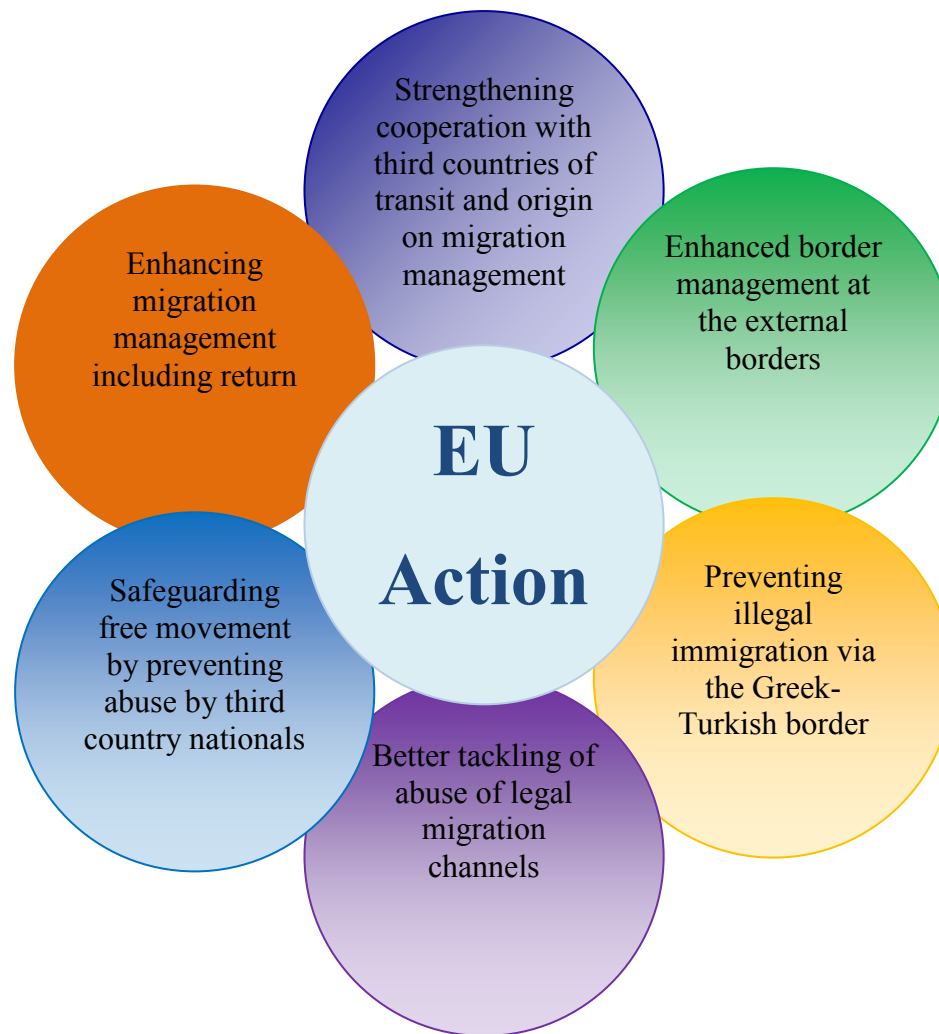 Strengthening
cooperation with
third countries of
transit and origin
on migration
management
Enhanced border
management at
the external
borders
Preventing
illegal
immigration via
the Greek-
Turkish border
Better tackling of
abuse of legal
migration
channels
Safeguarding
free movement
by preventing
abuse by third
country nationals
Enhancing
migration
management
including return
EU
Action